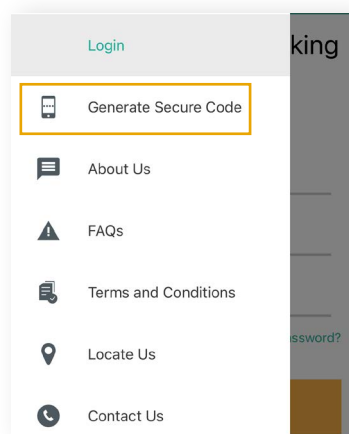 Login
king
Generate Secure Code
About Us
FAQs
Terms and Conditions
ssword?
Locate Us
Contact Us